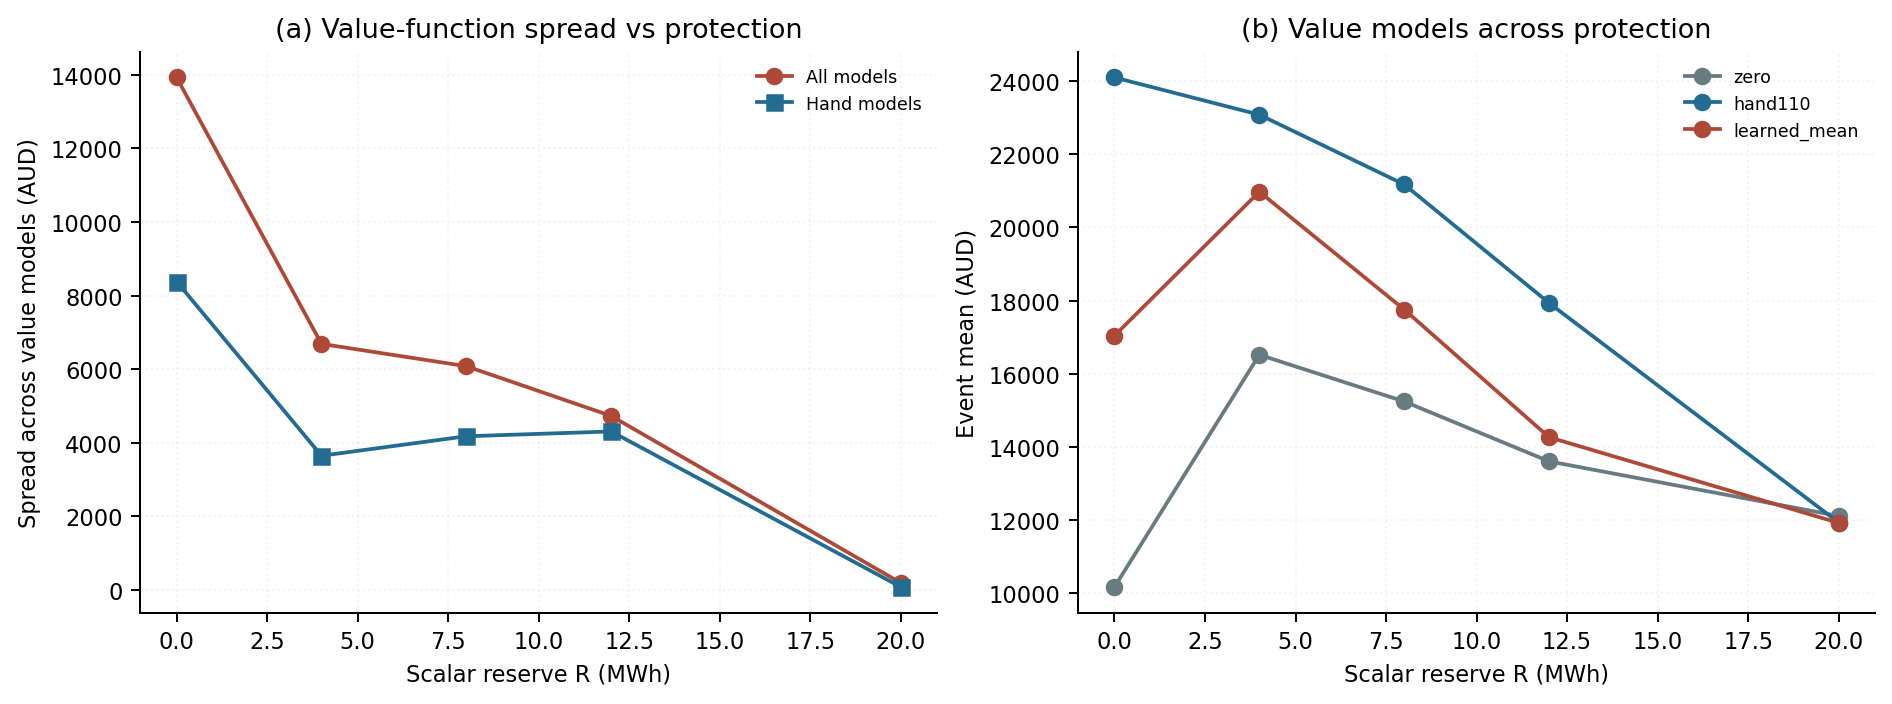 (a) Value-function spread vs protection
Spread across value models (AUD)
14000
12000
10000
8000
6000
4000
2000
0
All models
Hand models
0.0 2.5 5.0 7.5 10.0 12.5 15.0 17.5 20.0
Scalar reserve R (MWh)
(b) Value models across protection
Event mean (AUD)
24000
22000
20000
18000
16000
14000
12000
10000
zero
hand110
learned_mean
0.0 2.5 5.0 7.5 10.0 12.5 15.0 17.5 20.0
Scalar reserve R (MWh)